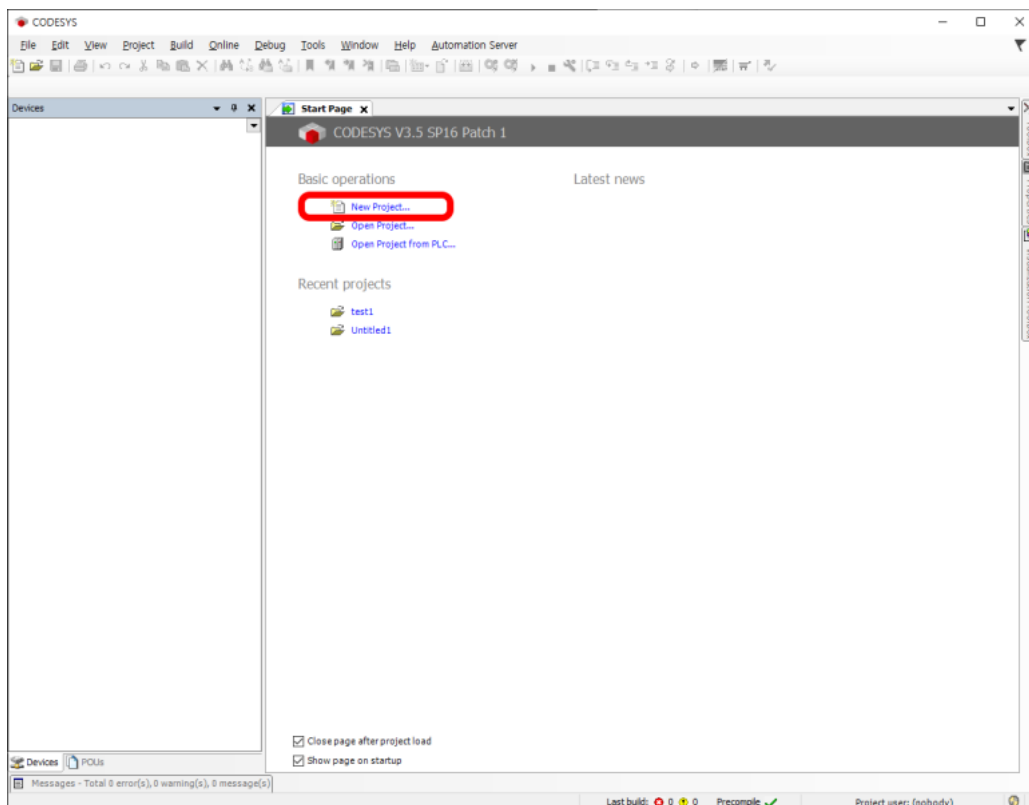 CODESYS
File Edit View Project Build Online Debug Tools Window Help Automation Server
Devices
Start Page
CODESYS V3.5 SP16 Patch 1
Basic operations
Latest news
New Project...
Open Project...
Open Project from PLC...
Recent projects
test1
Untitled1
Close page after project load
Show page on startup
Devices POUs
Messages - Total 0 error(s), 0 warning(s), 0 message(s)
Last build: 0 0 Precompile Project user: (nobody)